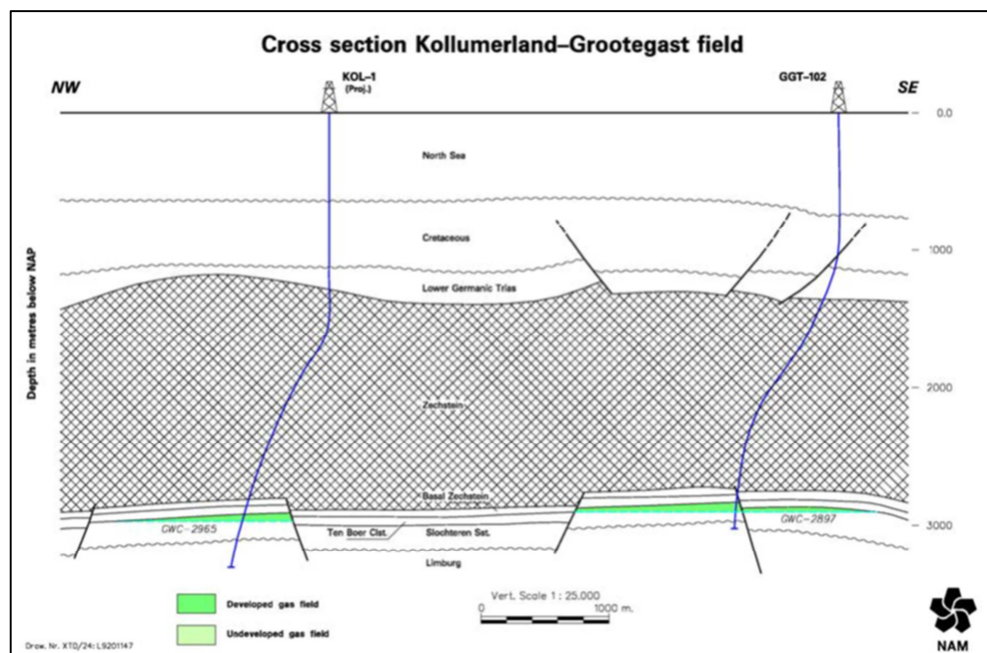 Cross section Kollumerland–Grootegast field
NW
KOL–1
(Proj.)
GGT–102
SE
0.0
North Sea
Cretaceous
1000
Lower Germanic Trias
Depth in metres below NAP
2000
Zechstein
Basal Zechstein
GWC-2965
GWC-2897
3000
Ten Boer Clst.
Slochteren Sst.
Limburg
Developed gas field
Undeveloped gas field
Vert. Scale 1 : 25.000
0
1000 m.
Draw. Nr. XTD/24: L9201147
NAM